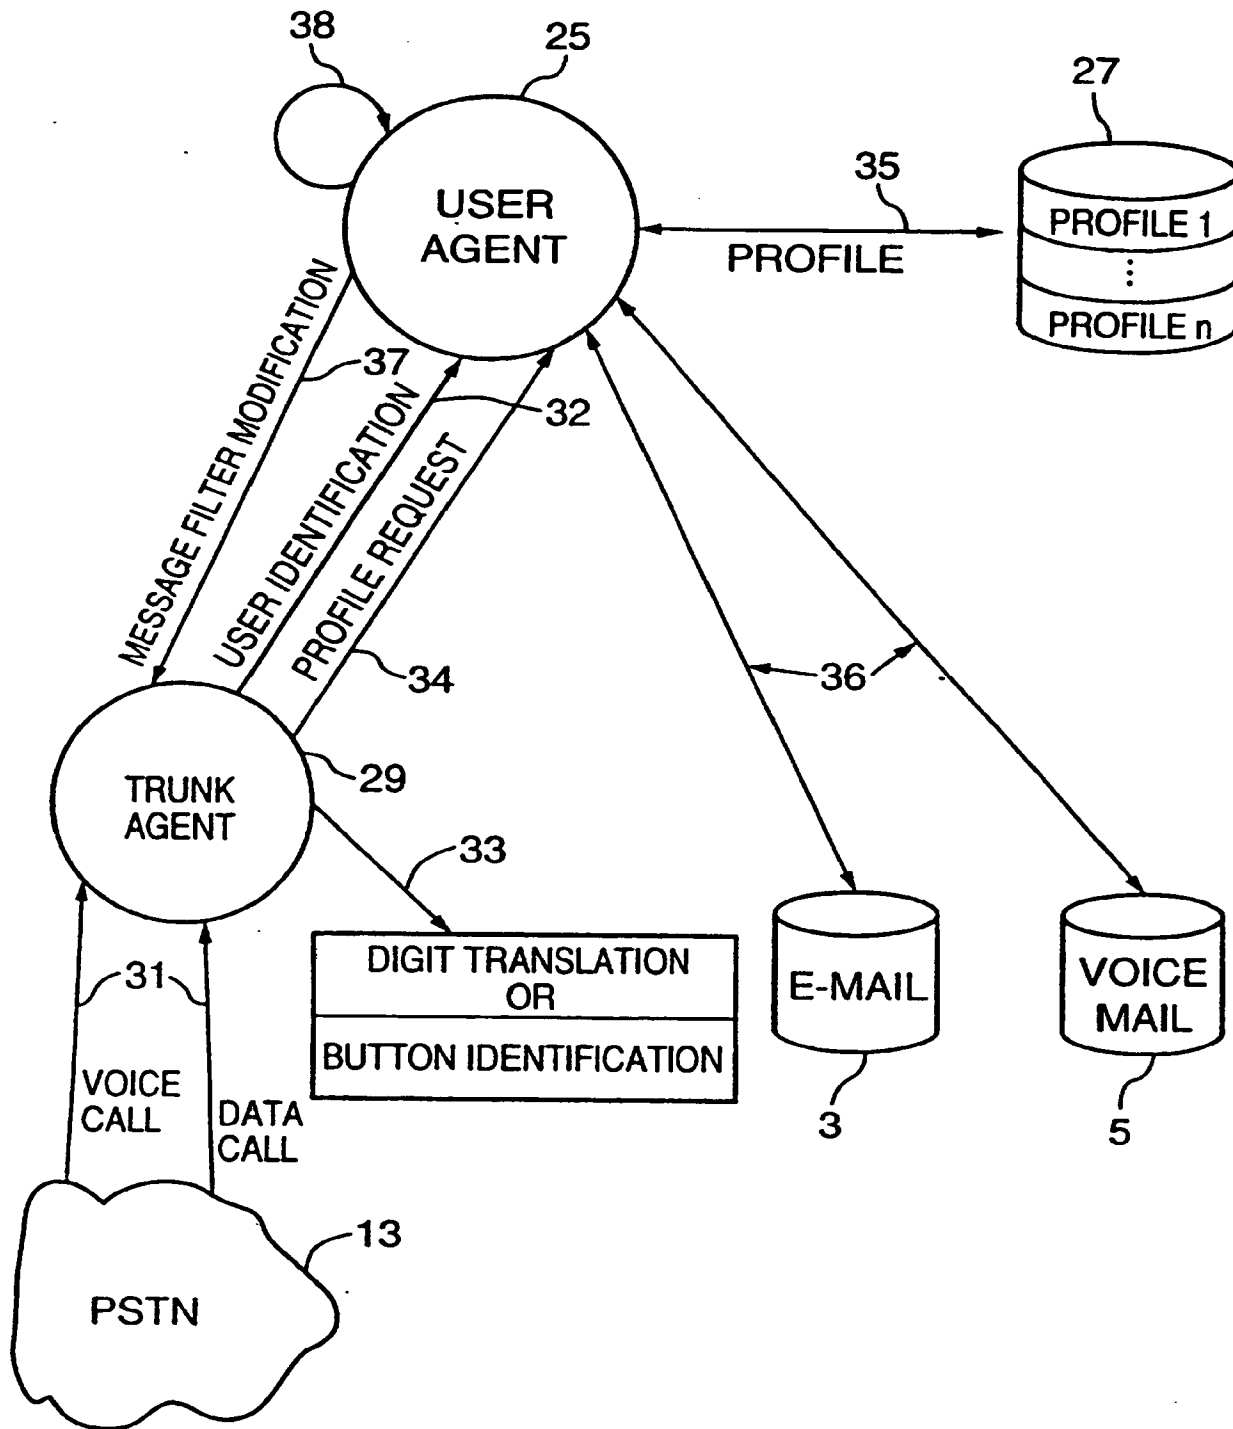 38
25
27
USER
AGENT
35
PROFILE
PROFILE 1
⋮
PROFILE n
MESSAGE FILTER MODIFICATION
37
USER IDENTIFICATION
32
PROFILE REQUEST
34
36
TRUNK
AGENT
29
33
DIGIT TRANSLATION
OR
BUTTON IDENTIFICATION
E-MAIL
3
VOICE
MAIL
5
31
VOICE
CALL
DATA
CALL
13
PSTN